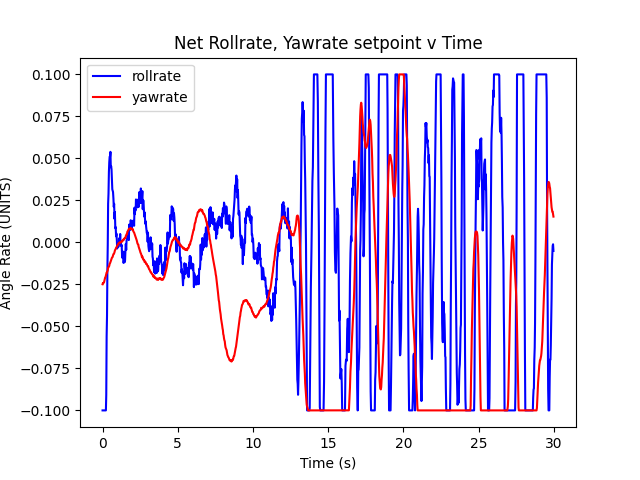 Net Rollrate, Yawrate setpoint v Time
rollrate
yawrate
0.100
0.075
0.050
0.025
0.000
−0.025
−0.050
−0.075
−0.100
Angle Rate (UNITS)
0 5 10 15 20 25 30
Time (s)